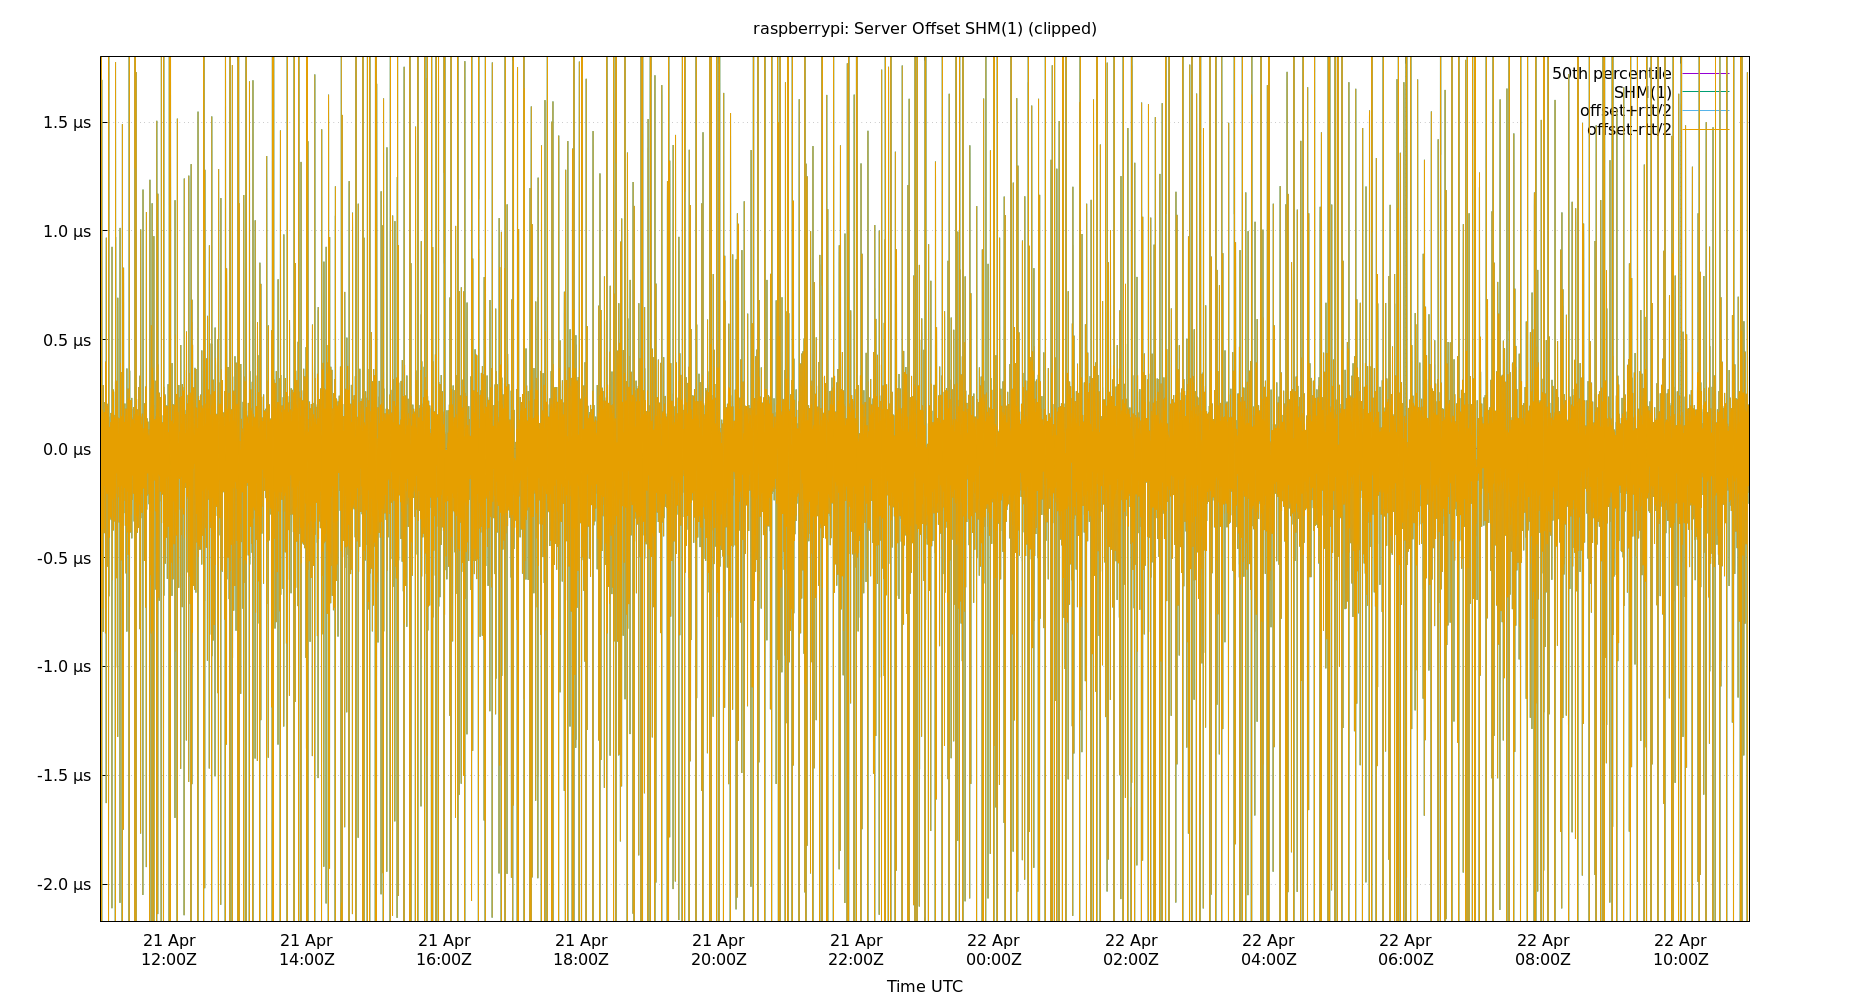 raspberrypi: Server Offset SHM(1) (clipped)
50th percentile
SHM(1)
offset+rtt/2
offset-rtt/2
1.5 µs
1.0 µs
0.5 µs
0.0 µs
-0.5 µs
-1.0 µs
-1.5 µs
-2.0 µs
21 Apr 21 Apr 21 Apr 21 Apr 21 Apr 21 Apr 22 Apr 22 Apr 22 Apr 22 Apr 22 Apr 22 Apr
12:00Z 14:00Z 16:00Z 18:00Z 20:00Z 22:00Z 00:00Z 02:00Z 04:00Z 06:00Z 08:00Z 10:00Z
Time UTC